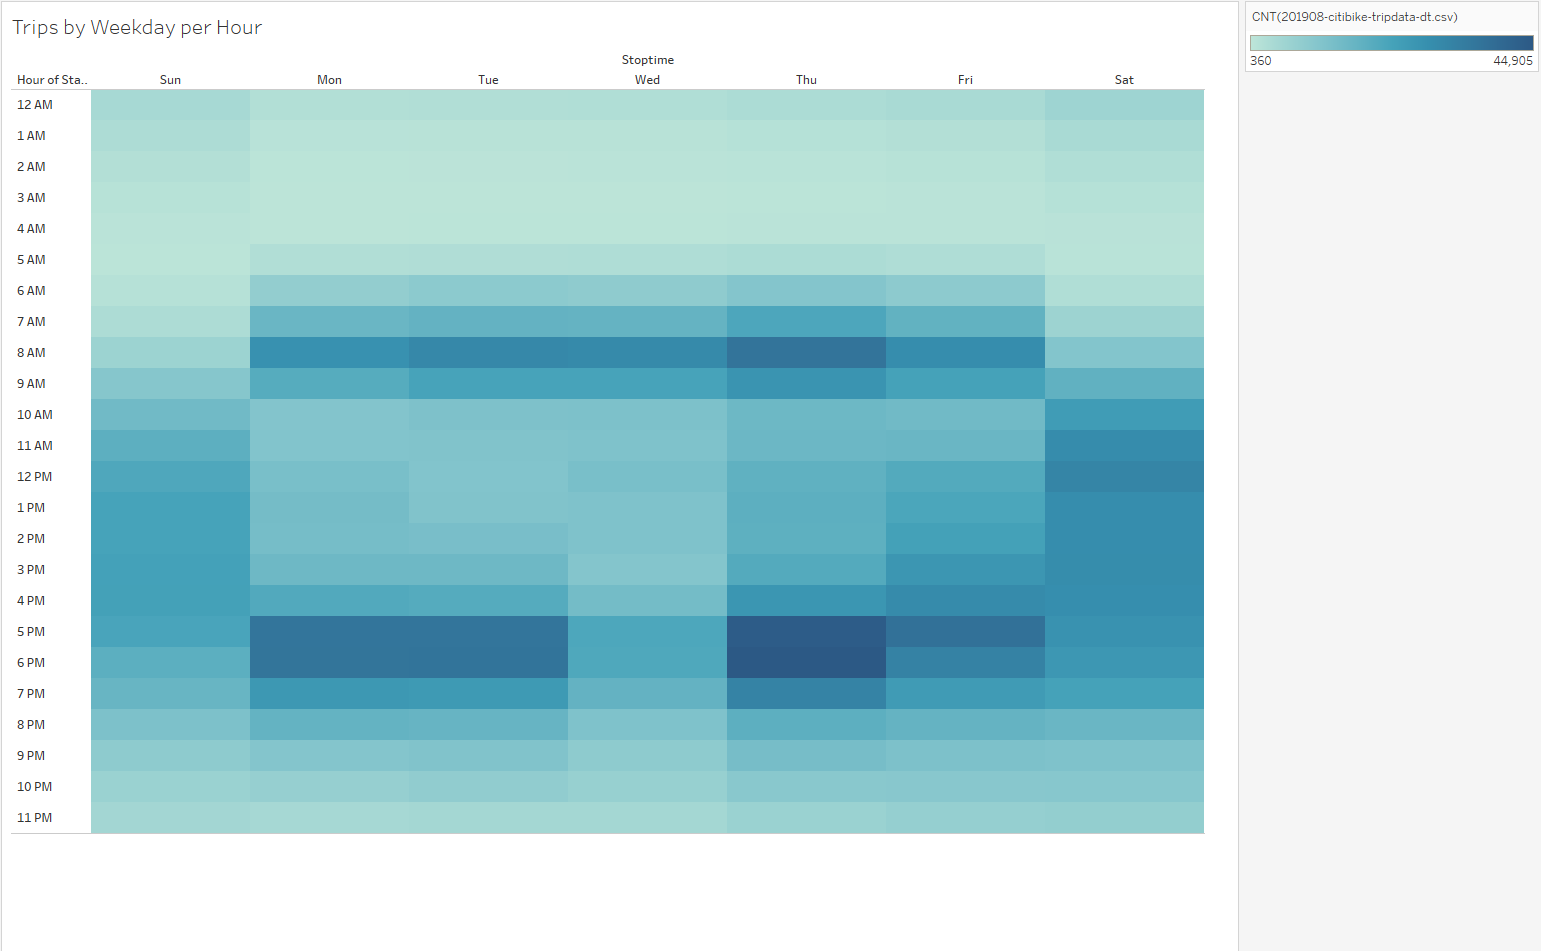 Trips by Weekday per Hour
CNT(201908-citibike-tripdata-dt.csv)
360 44,905
Stoptime
Hour of Sta.. Sun Mon Tue Wed Thu Fri Sat
12 AM
1 AM
2 AM
3 AM
4 AM
5 AM
6 AM
7 AM
8 AM
9 AM
10 AM
11 AM
12 PM
1 PM
2 PM
3 PM
4 PM
5 PM
6 PM
7 PM
8 PM
9 PM
10 PM
11 PM